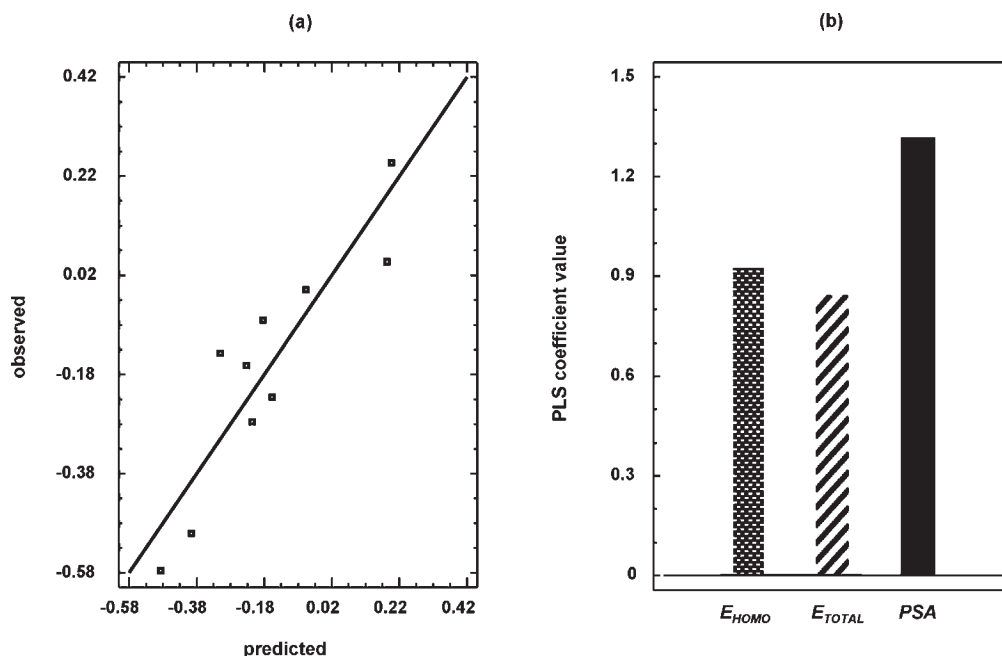 (a)
0.42
0.22
0.02
-0.18
-0.38
-0.58
observed
-0.58 -0.38 -0.18 0.02 0.22 0.42
predicted
(b)
1.5
1.2
0.9
0.6
0.3
0
PLS coefficient value
E_HOMO E_TOTAL PSA